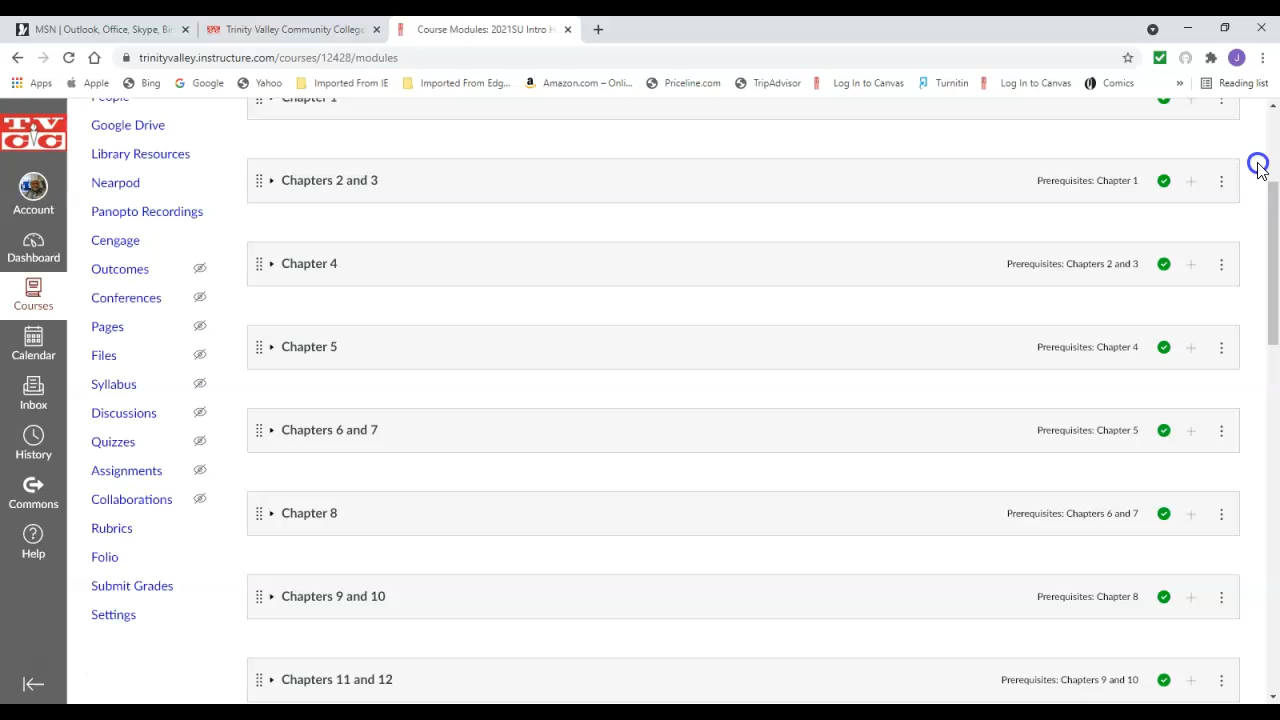 MSN | Outlook, Office, Skype, Bin
Trinity Valley Community College
Course Modules: 2021SU Intro H
trinityvalley.instructure.com/courses/12428/modules
J
Apps
Apple
Bing
Google
Yahoo
Imported From IE
Imported From Edg...
Amazon.com – Onli...
Priceline.com
TripAdvisor
Log In to Canvas
Turnitin
Log In to Canvas
Comics
»
Reading list
TVCC
Account
Dashboard
Courses
Calendar
Inbox
History
Commons
Help
People
Google Drive
Library Resources
Nearpod
Panopto Recordings
Cengage
Outcomes
Conferences
Pages
Files
Syllabus
Discussions
Quizzes
Assignments
Collaborations
Rubrics
Folio
Submit Grades
Settings
Chapter 1
Chapters 2 and 3 Prerequisites: Chapter 1
Chapter 4 Prerequisites: Chapters 2 and 3
Chapter 5 Prerequisites: Chapter 4
Chapters 6 and 7 Prerequisites: Chapter 5
Chapter 8 Prerequisites: Chapters 6 and 7
Chapters 9 and 10 Prerequisites: Chapter 8
Chapters 11 and 12 Prerequisites: Chapters 9 and 10